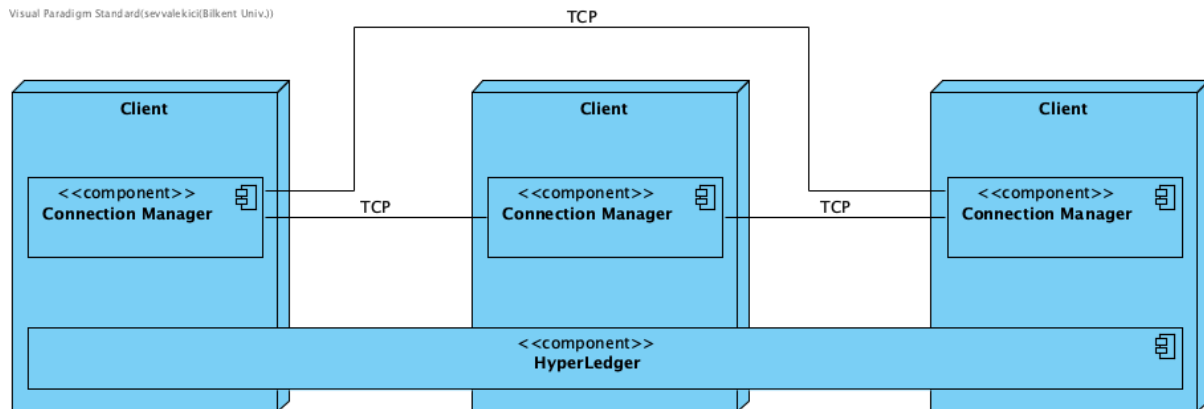 Visual Paradigm Standard(sevvalekici(Bilkent Univ.))
TCP
Client
Client
Client
<<component>>
Connection Manager
TCP
<<component>>
Connection Manager
TCP
<<component>>
Connection Manager
<<component>>
HyperLedger